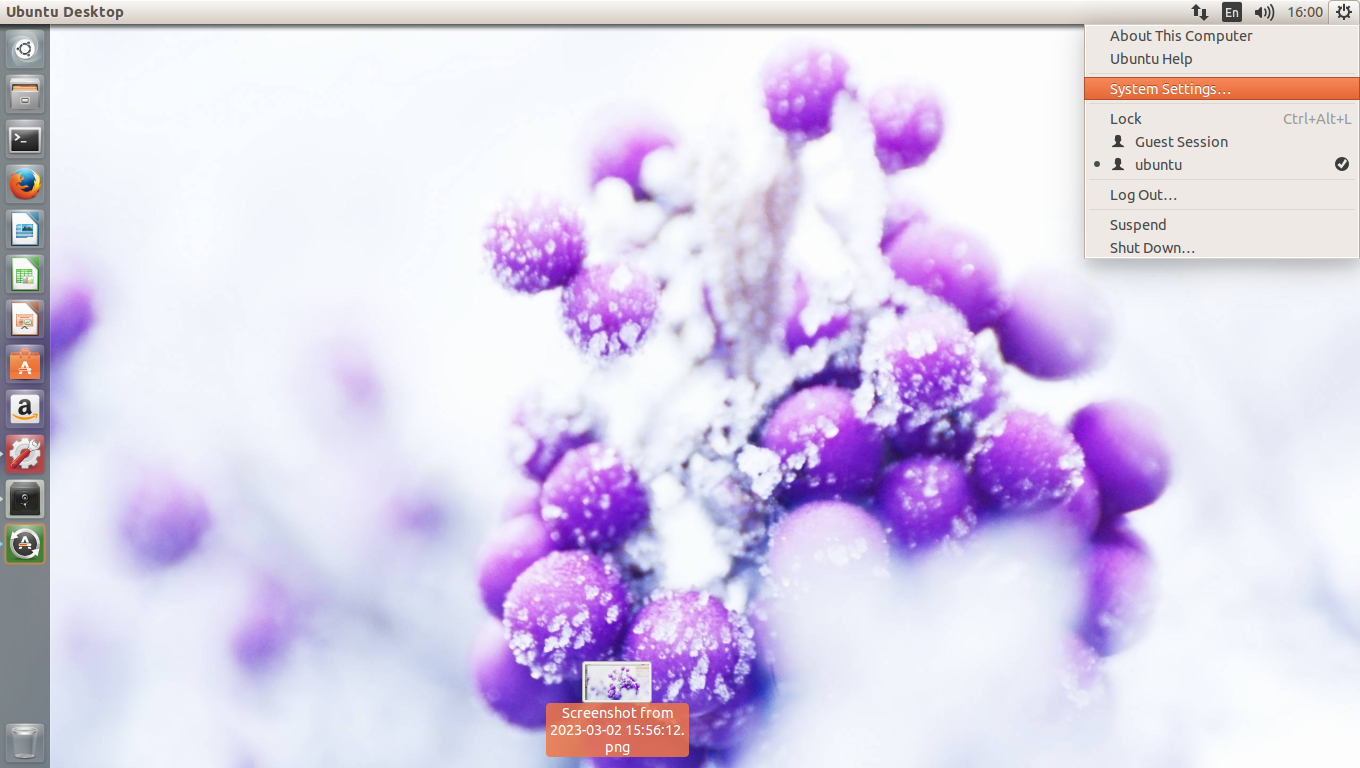 Ubuntu Desktop
En
16:00
About This Computer
Ubuntu Help
System Settings…
Lock Ctrl+Alt+L
Guest Session
ubuntu
Log Out…
Suspend
Shut Down…
Screenshot from
2023-03-02 15:56:12.
png